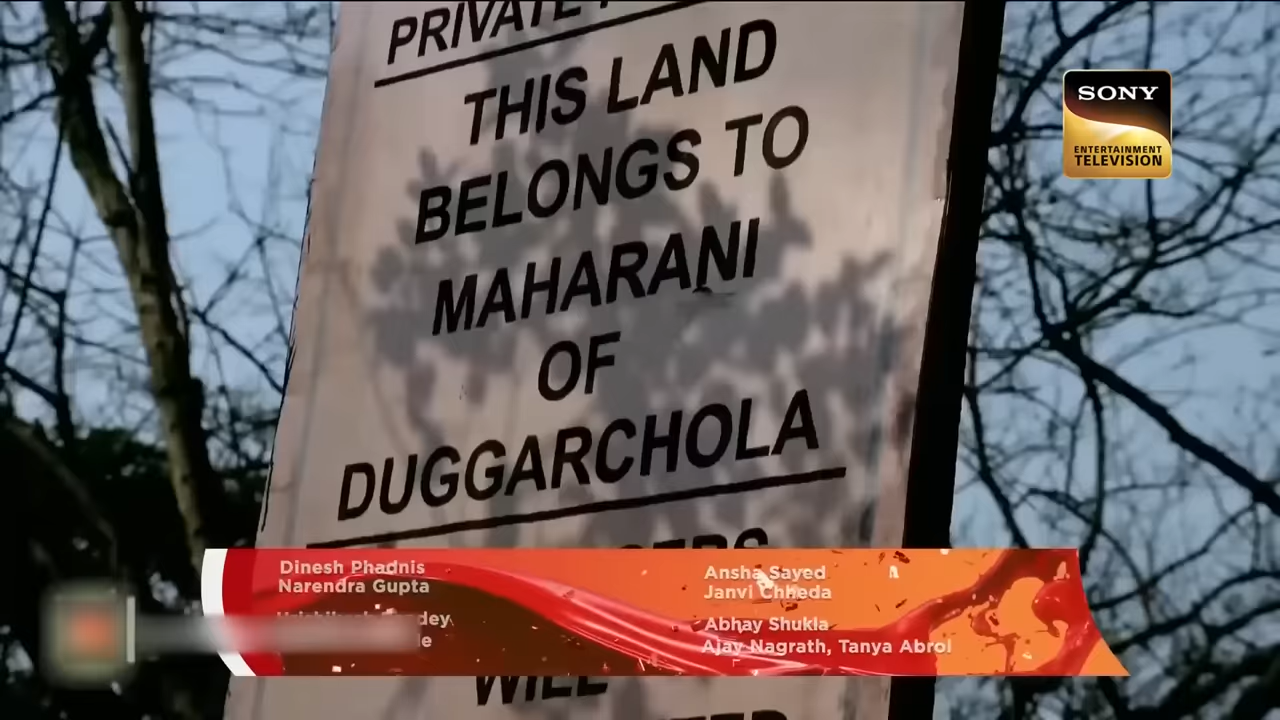 PRIVATE
THIS LAND
BELONGS TO
MAHARANI
OF
DUGGARCHOLA
WILL
SONY
ENTERTAINMENT
TELEVISION
Dinesh Phadnis
Narendra Gupta
Ansha Sayed
Janvi Chheda
Abhay Shukla
Ajay Nagrath, Tanya Abrol